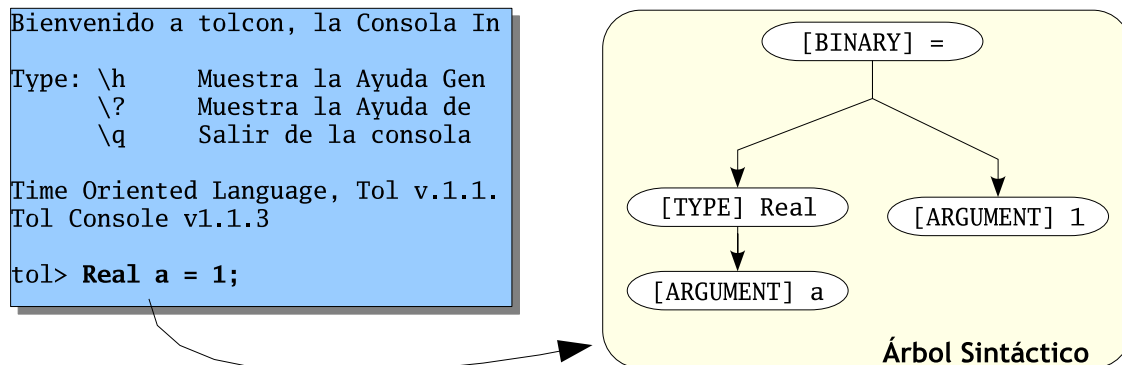 Bienvenido a tolcon, la Consola In
Type: \h Muestra la Ayuda Gen
\? Muestra la Ayuda de
\q Salir de la consola
Time Oriented Language, Tol v.1.1.
Tol Console v1.1.3
tol> Real a = 1;
[BINARY] =
[TYPE] Real
[ARGUMENT] 1
[ARGUMENT] a
Árbol Sintáctico